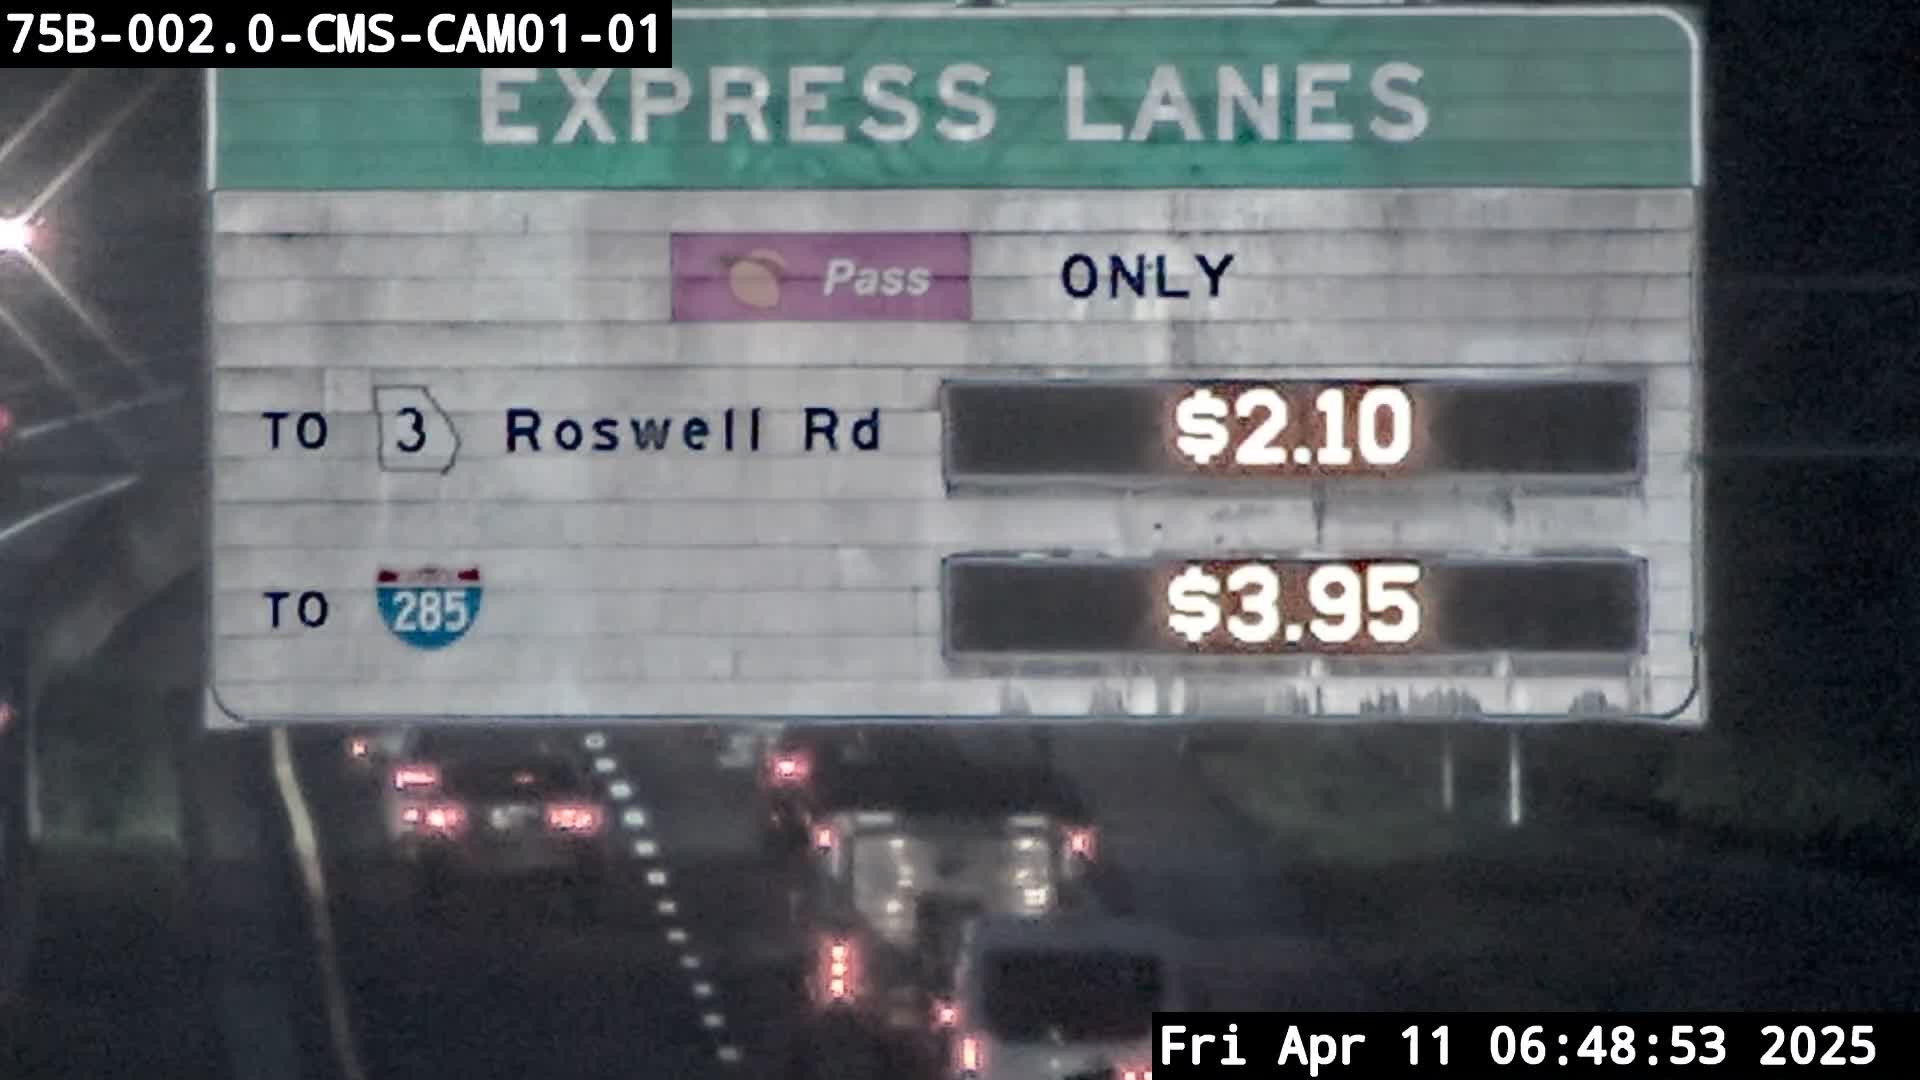 75B-002.0-CMS-CAM01-01
EXPRESS LANES
Pass ONLY
TO 3 Roswell Rd $2.10
TO 285 $3.95
Fri Apr 11 06:48:53 2025